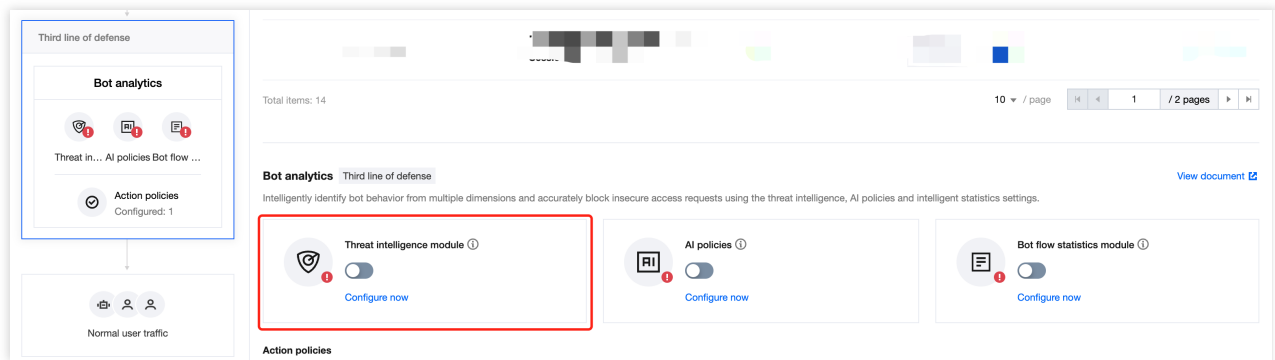 Third line of defense
Bot analytics
AI
Threat in... AI policies Bot flow ...
Action policies
Configured: 1
Normal user traffic
Total items: 14
10 / page
1
/ 2 pages
Bot analytics Third line of defense
View document
Intelligently identify bot behavior from multiple dimensions and accurately block insecure access requests using the threat intelligence, AI policies and intelligent statistics settings.
Threat intelligence module
Configure now
AI
AI policies
Configure now
Bot flow statistics module
Configure now
Action policies